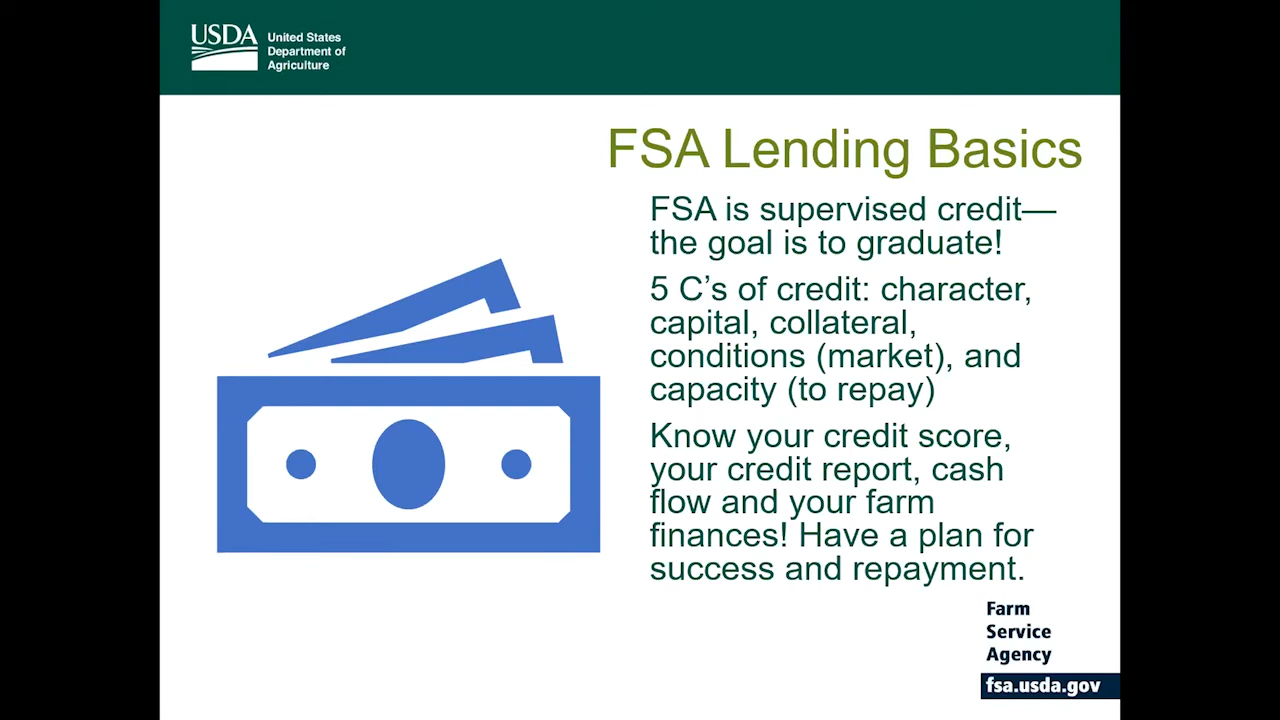 USDA
United States
Department of
Agriculture
FSA Lending Basics
FSA is supervised credit—
the goal is to graduate!
5 C’s of credit: character,
capital, collateral,
conditions (market), and
capacity (to repay)
Know your credit score,
your credit report, cash
flow and your farm
finances! Have a plan for
success and repayment.
Farm
Service
Agency
fsa.usda.gov